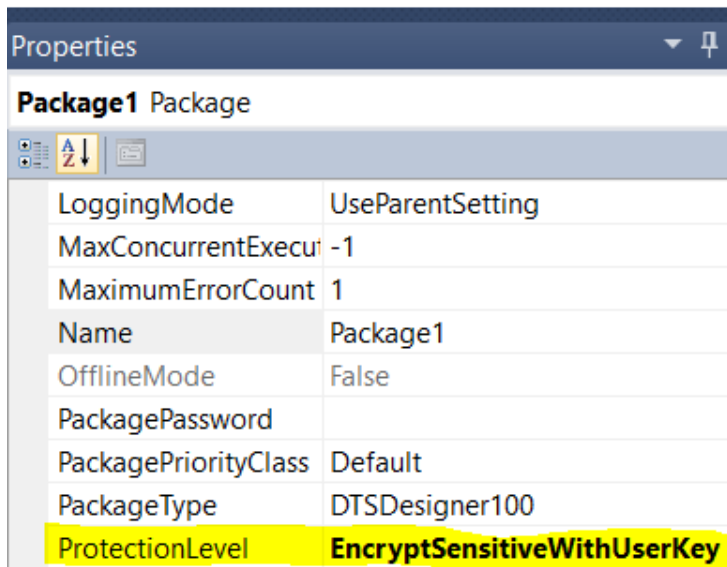 Properties
Package1 Package
LoggingMode UseParentSetting
MaxConcurrentExecut -1
MaximumErrorCount 1
Name Package1
OfflineMode False
PackagePassword
PackagePriorityClass Default
PackageType DTSDesigner100
ProtectionLevel EncryptSensitiveWithUserKey